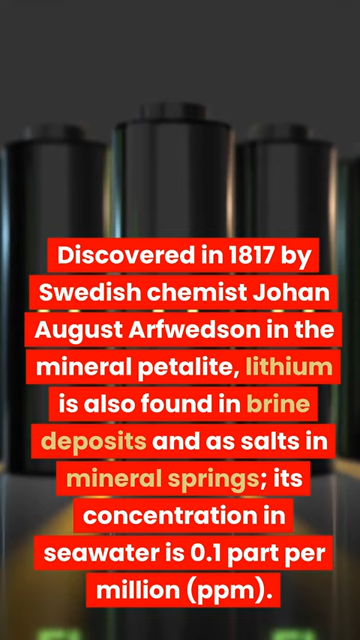 Discovered in 1817 by
Swedish chemist Johan
August Arfwedson in the
mineral petalite, lithium
is also found in brine
deposits and as salts in
mineral springs; its
concentration in
seawater is 0.1 part per
million (ppm).